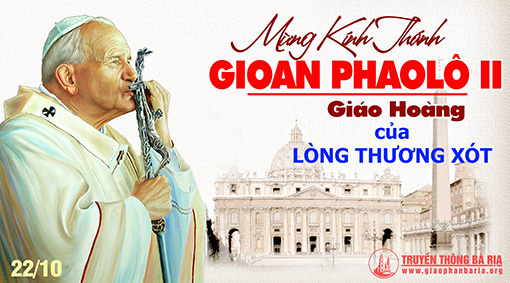 Mừng Kính Thánh
GIOAN PHAOLÔ II
Giáo Hoàng
của
LÒNG THƯƠNG XÓT
22/10
TRUYỀN THÔNG BÀ RỊA
www.giaophanbaria.org